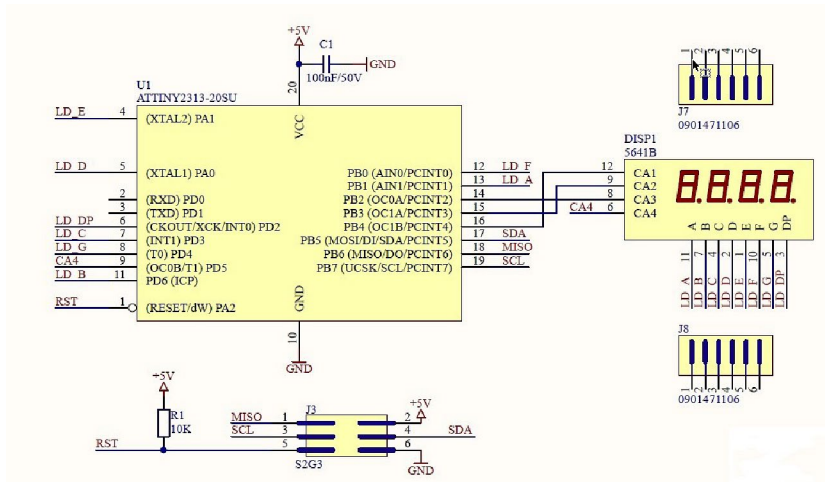 +5V
C1
100nF/50V
GND
U1
ATTINY2313-20SU
20
VCC
LD_E 4 (XTAL2) PA1
LD_D 5 (XTAL1) PA0
2 (RXD) PD0
3 (TXD) PD1
LD_DP 6 (CKOUT/XCK/INT0) PD2
LD_C 7 (INT1) PD3
LD_G 8 (T0) PD4
CA4 9 (OC0B/T1) PD5
LD_B 11 PD6 (ICP)
RST 1 (RESET/dW) PA2
PB0 (AIN0/PCINT0) 12 LD_F
PB1 (AIN1/PCINT1) 13 LD_A
PB2 (OC0A/PCINT2) 14
PB3 (OC1A/PCINT3) 15
PB4 (OC1B/PCINT4) 16
PB5 (MOSI/DI/SDA/PCINT5) 17 SDA
PB6 (MISO/DO/PCINT6) 18 MISO
PB7 (UCSK/SCL/PCINT7) 19 SCL
GND
10
GND
1 2 3 4 5 6
J7
0901471106
DISP1
5641B
12 CA1
9 CA2
8 CA3
CA4 6 CA4
8.8.8.8.
A B C D E F G DP
11 7 4 2 1 10 5 3
LD_A LD_B LD_C LD_D LD_E LD_F LD_G LD_DP
J8
1 2 3 4 5 6
0901471106
+5V
R1
10K
RST
J3
MISO 1
SCL 3
5
2 +5V
4 SDA
6
GND
S2G3